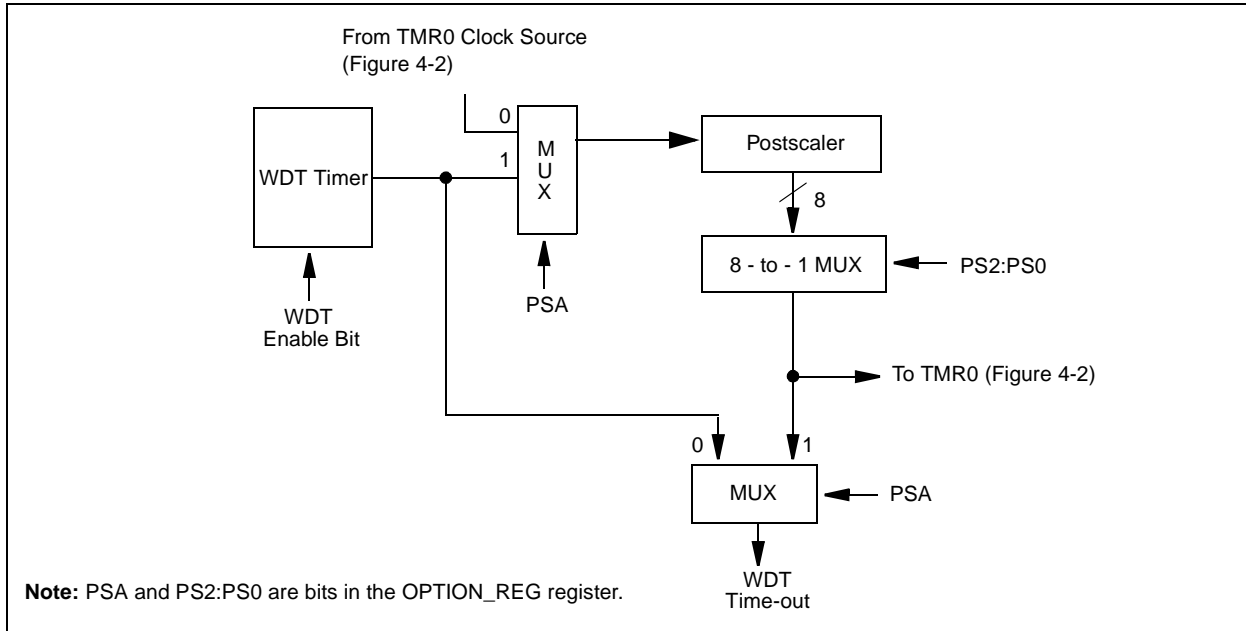 From TMR0 Clock Source
(Figure 4-2)
0
1
M
U
X
WDT Timer
Postscaler
8
8 - to - 1 MUX
PS2:PS0
PSA
WDT
Enable Bit
To TMR0 (Figure 4-2)
0
1
MUX
PSA
WDT
Time-out
Note: PSA and PS2:PS0 are bits in the OPTION_REG register.